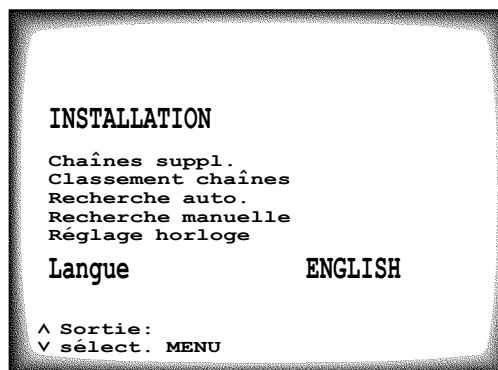 INSTALLATION
Chaînes suppl.
Classement chaînes
Recherche auto.
Recherche manuelle
Réglage horloge
Langue ENGLISH
∧ Sortie:
∨ sélect. MENU